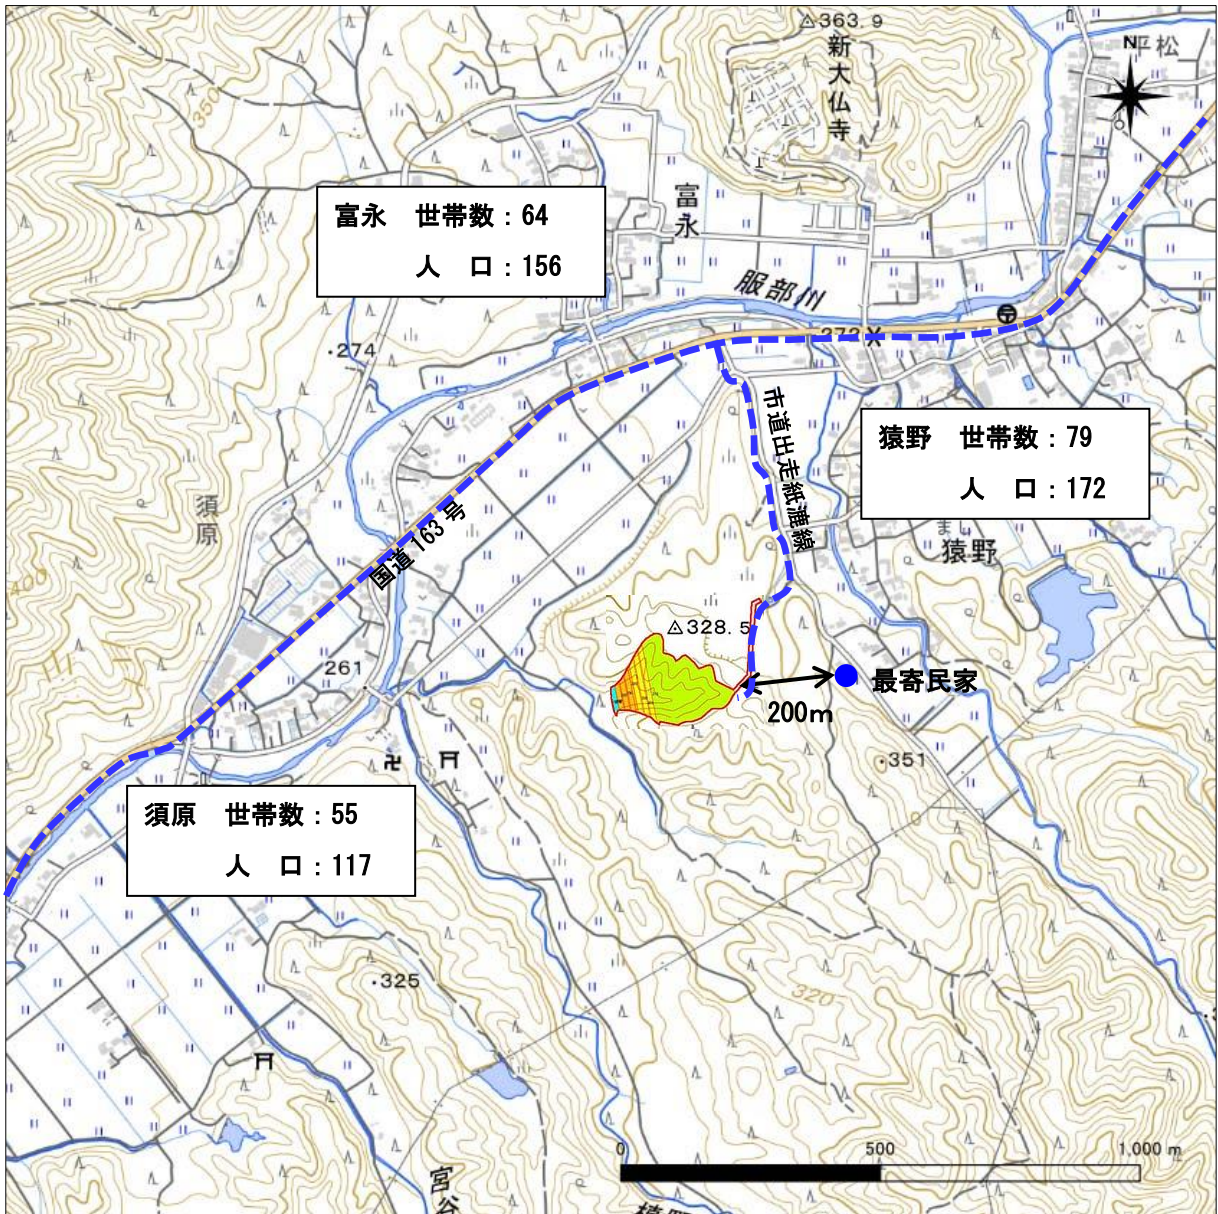 363.9
新大仏寺
平松
N
350
富永 世帯数：64
人 口：156
富永
服部川
274
272
市道出走紙漉線
猿野 世帯数：79
人 口：172
須原
国道163号
猿野
400
328.5
261
最寄民家
200m
351
須原 世帯数：55
人 口：117
325
320
0 500 1,000 m
宮谷